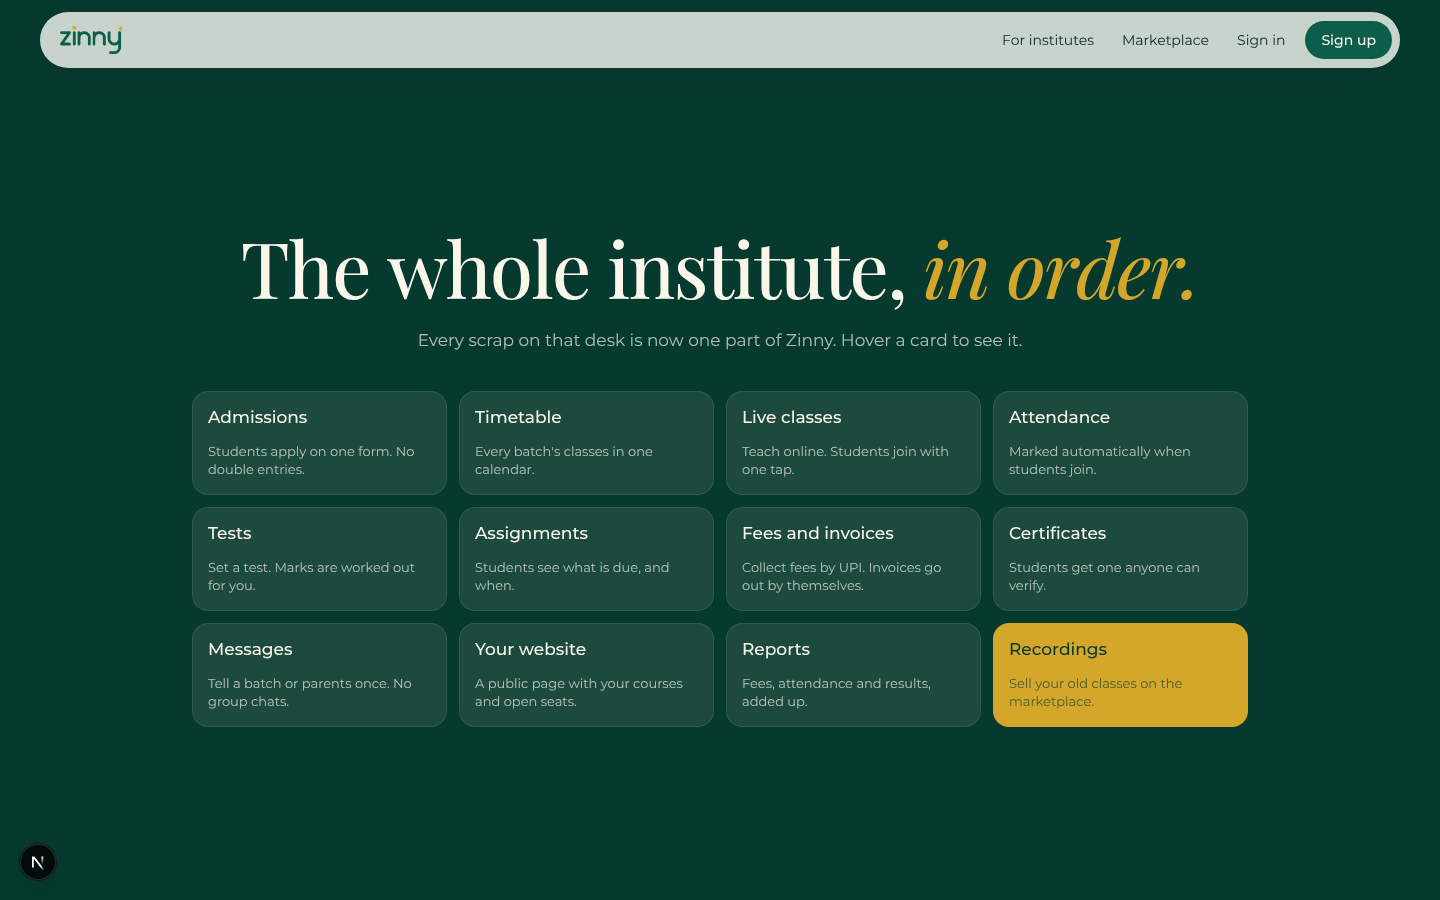 zinny
For institutes
Marketplace
Sign in
Sign up
The whole institute, in order.
Every scrap on that desk is now one part of Zinny. Hover a card to see it.
Admissions
Students apply on one form. No
double entries.
Timetable
Every batch's classes in one
calendar.
Live classes
Teach online. Students join with
one tap.
Attendance
Marked automatically when
students join.
Tests
Set a test. Marks are worked out
for you.
Assignments
Students see what is due, and
when.
Fees and invoices
Collect fees by UPI. Invoices go
out by themselves.
Certificates
Students get one anyone can
verify.
Messages
Tell a batch or parents once. No
group chats.
Your website
A public page with your courses
and open seats.
Reports
Fees, attendance and results,
added up.
Recordings
Sell your old classes on the
marketplace.
N